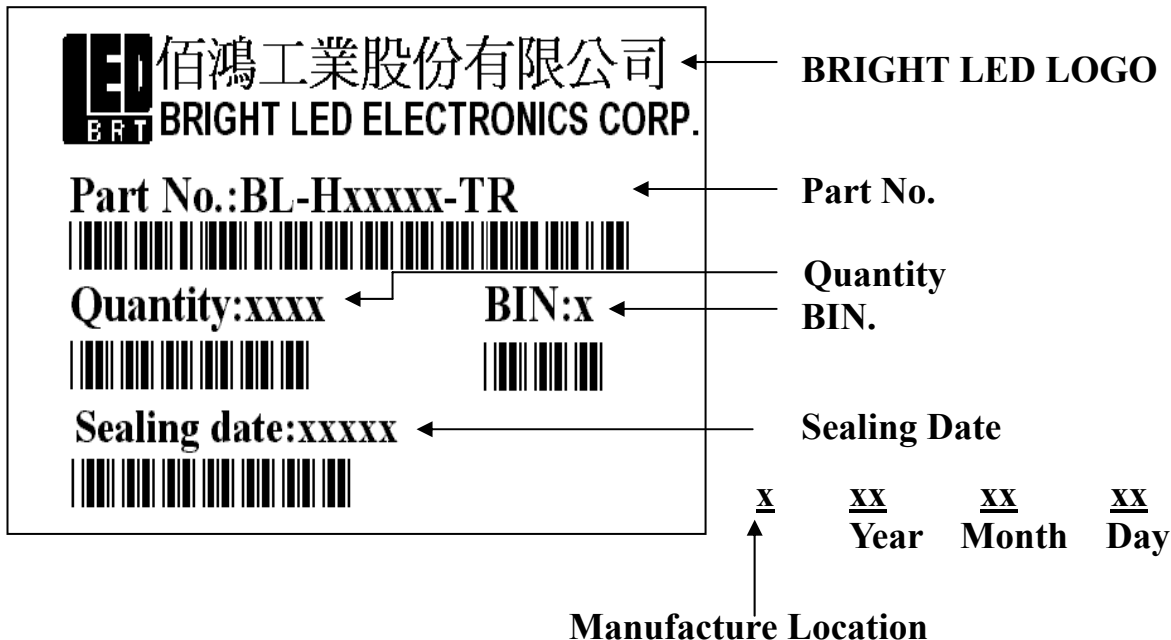 佰鴻工業股份有限公司
BRIGHT LED ELECTRONICS CORP.
LED
BRT
BRIGHT LED LOGO
Part No.:BL-Hxxxxx-TR
Part No.
Quantity:xxxx
BIN:x
Quantity
BIN.
Sealing date:xxxxx
Sealing Date
x xx xx xx
Year Month Day
Manufacture Location